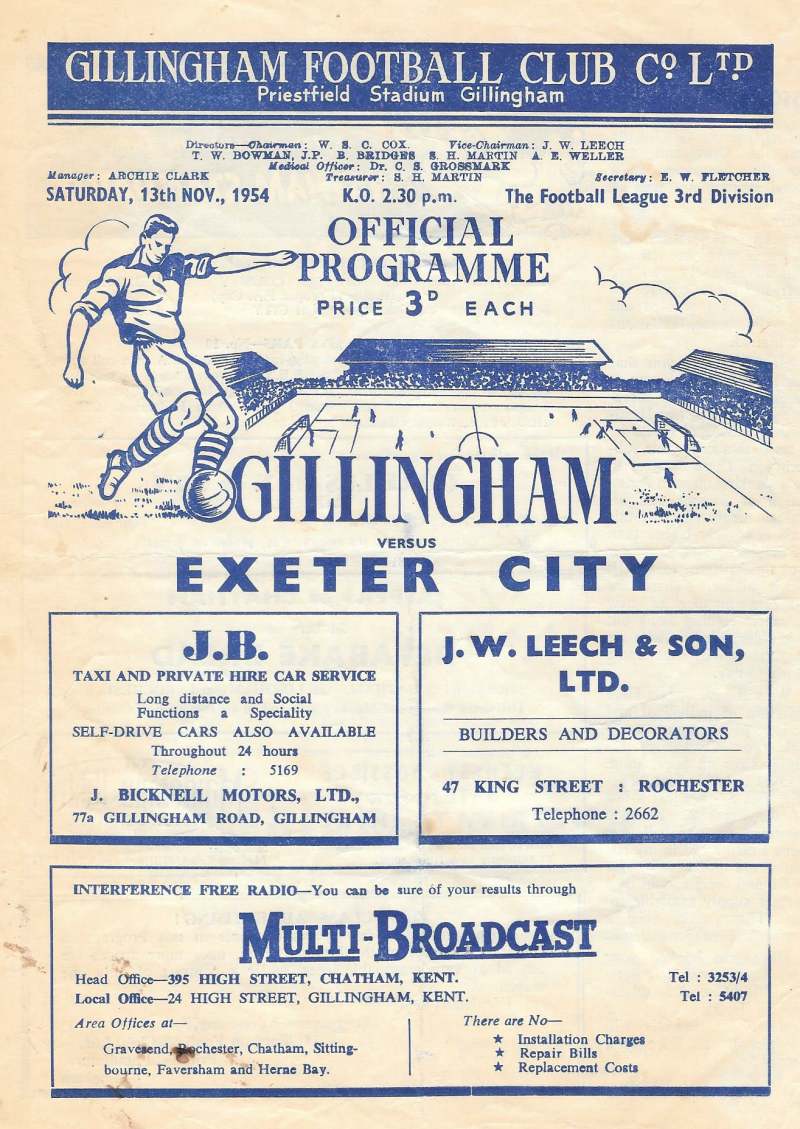 GILLINGHAM FOOTBALL CLUB Co LTD
Priestfield Stadium Gillingham
Directors—Chairman: W. S. C. COX. Vice-Chairman: J. W. LEECH
T. W. BOWMAN, J.P. B. BRIDGES S. H. MARTIN A. E. WELLER
Medical Officer: Dr. C. S. GROSSMARK
Manager: ARCHIE CLARK Treasurer: S. H. MARTIN Secretary: E. W. FLETCHER
SATURDAY, 13th NOV., 1954 K.O. 2.30 p.m. The Football League 3rd Division
OFFICIAL
PROGRAMME
PRICE 3D EACH
GILLINGHAM
VERSUS
EXETER CITY
J.B.
TAXI AND PRIVATE HIRE CAR SERVICE
Long distance and Social
Functions a Speciality
SELF-DRIVE CARS ALSO AVAILABLE
Throughout 24 hours
Telephone : 5169
J. BICKNELL MOTORS, LTD.,
77a GILLINGHAM ROAD, GILLINGHAM
J. W. LEECH & SON,
LTD.
BUILDERS AND DECORATORS
47 KING STREET : ROCHESTER
Telephone : 2662
INTERFERENCE FREE RADIO—You can be sure of your results through
MULTI-BROADCAST
Head Office—395 HIGH STREET, CHATHAM, KENT. Tel : 3253/4
Local Office—24 HIGH STREET, GILLINGHAM, KENT. Tel : 5407
Area Offices at—
Gravesend, Rochester, Chatham, Sitting-
bourne, Faversham and Herne Bay.
There are No—
★ Installation Charges
★ Repair Bills
★ Replacement Costs